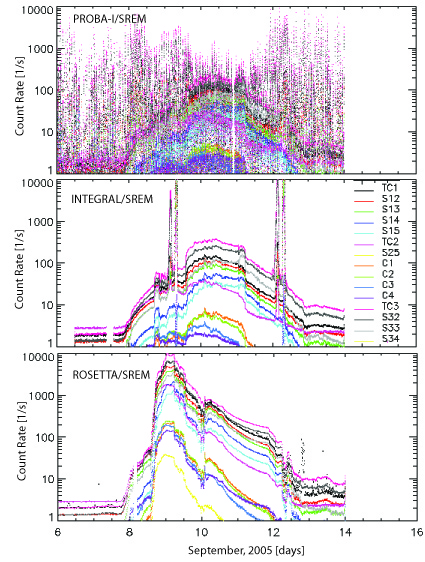 10000
PROBA-I/SREM
1000
100
10
1
Count Rate [1/s]
10000
INTEGRAL/SREM
1000
100
10
1
Count Rate [1/s]
TC1
S12
S13
S14
S15
TC2
S25
C1
C2
C3
C4
TC3
S32
S33
S34
10000
ROSETTA/SREM
1000
100
10
1
Count Rate [1/s]
6 8 10 12 14 16
September, 2005 [days]